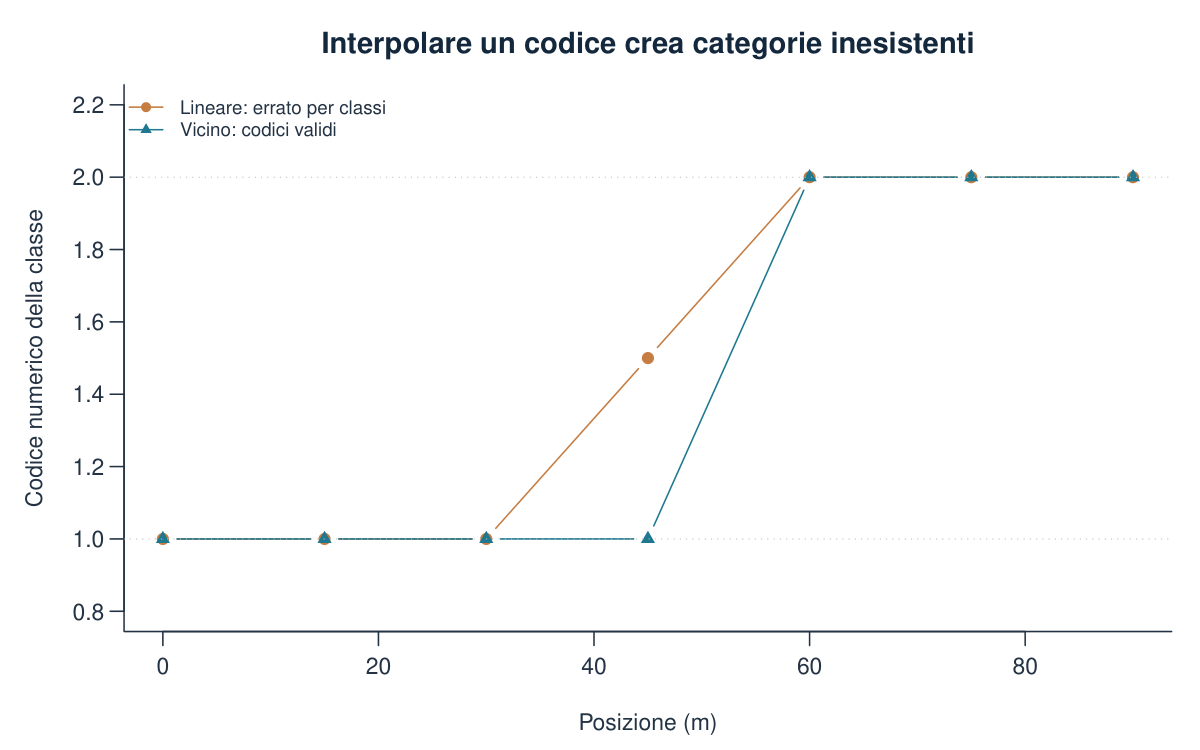 Interpolare un codice crea categorie inesistenti
Lineare: errato per classi
Vicino: codici validi
Codice numerico della classe
2.2
2.0
1.8
1.6
1.4
1.2
1.0
0.8
0
20
40
60
80
Posizione (m)